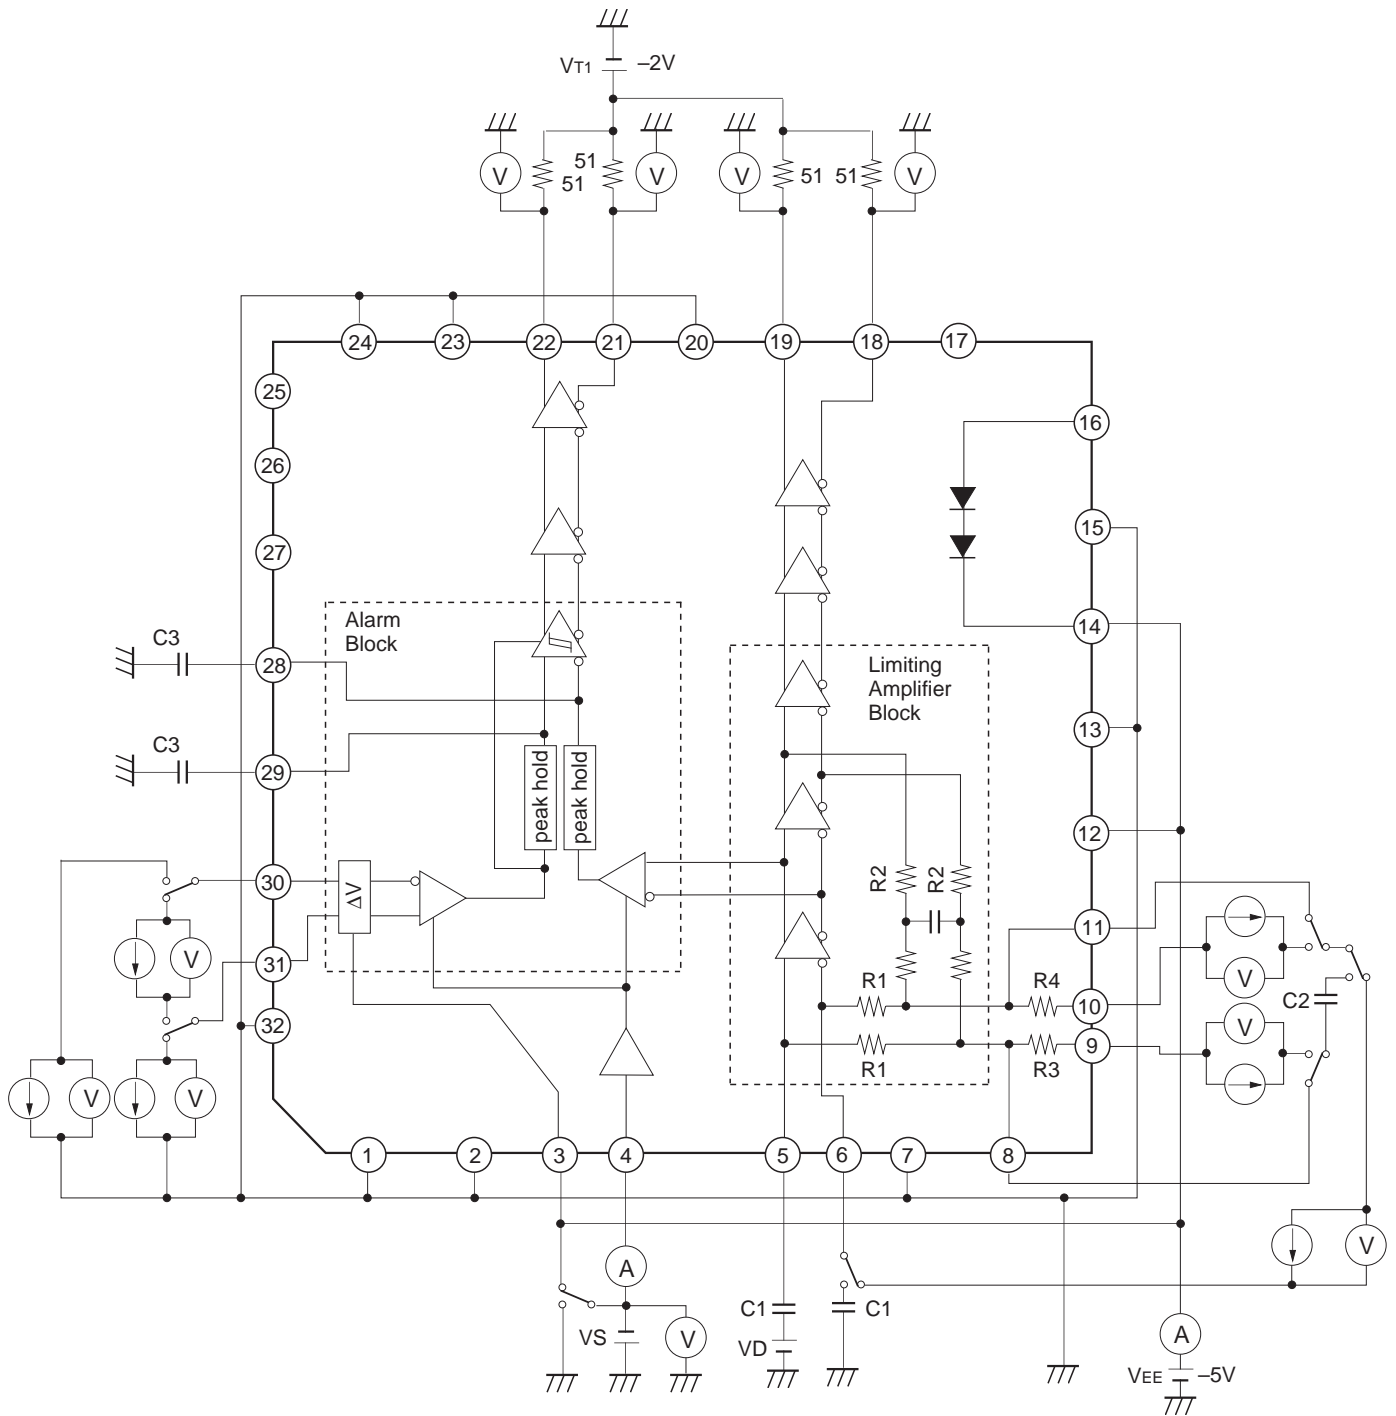 VT1 –2V
V 51 51 V V 51 51 V
24 23 22 21 20 19 18 17
25
16
26
15
27
Alarm
Block
14
C3
28
Limiting
Amplifier
Block
13
C3
29
peak hold
peak hold
12
30
ΔV
R2
R2
11
V
31
R1
R4
10
V
C2
32
R1
R3
9
V
V
V
1 2 3 4 5 6 7 8
A
V
VS
V
C1
VD
C1
A
VEE –5V